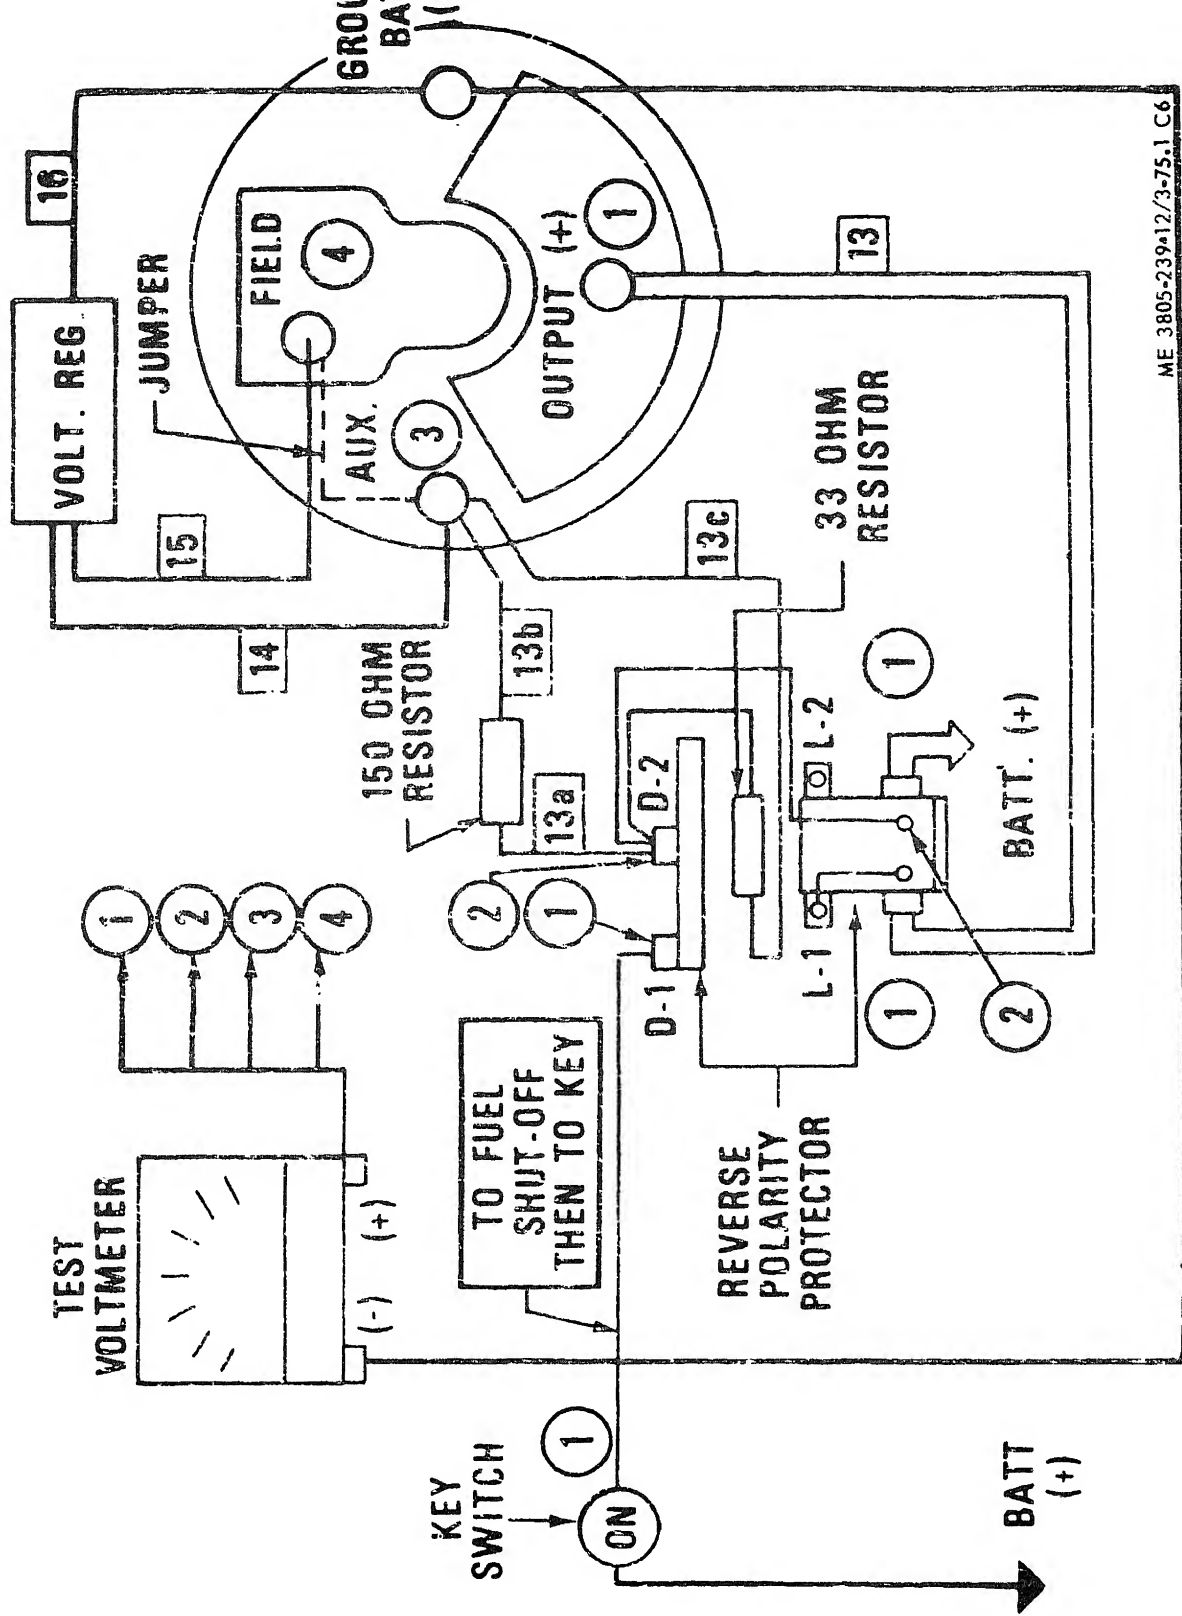 TEST
VOLTMETER
(-)
(+)
1
2
3
4
KEY
SWITCH
ON
1
BATT
(+)
TO FUEL
SHUT-OFF
THEN TO KEY
REVERSE
POLARITY
PROTECTOR
150 OHM
RESISTOR
13a
13b
2
1
D-1
D-2
L-1
L-2
1
2
1
BATT. (+)
33 OHM
RESISTOR
13c
13
14
15
16
VOLT. REG
JUMPER
FIELD
4
AUX.
3
OUTPUT (+)
1
ME 3805-239-12/3-75.1 C6